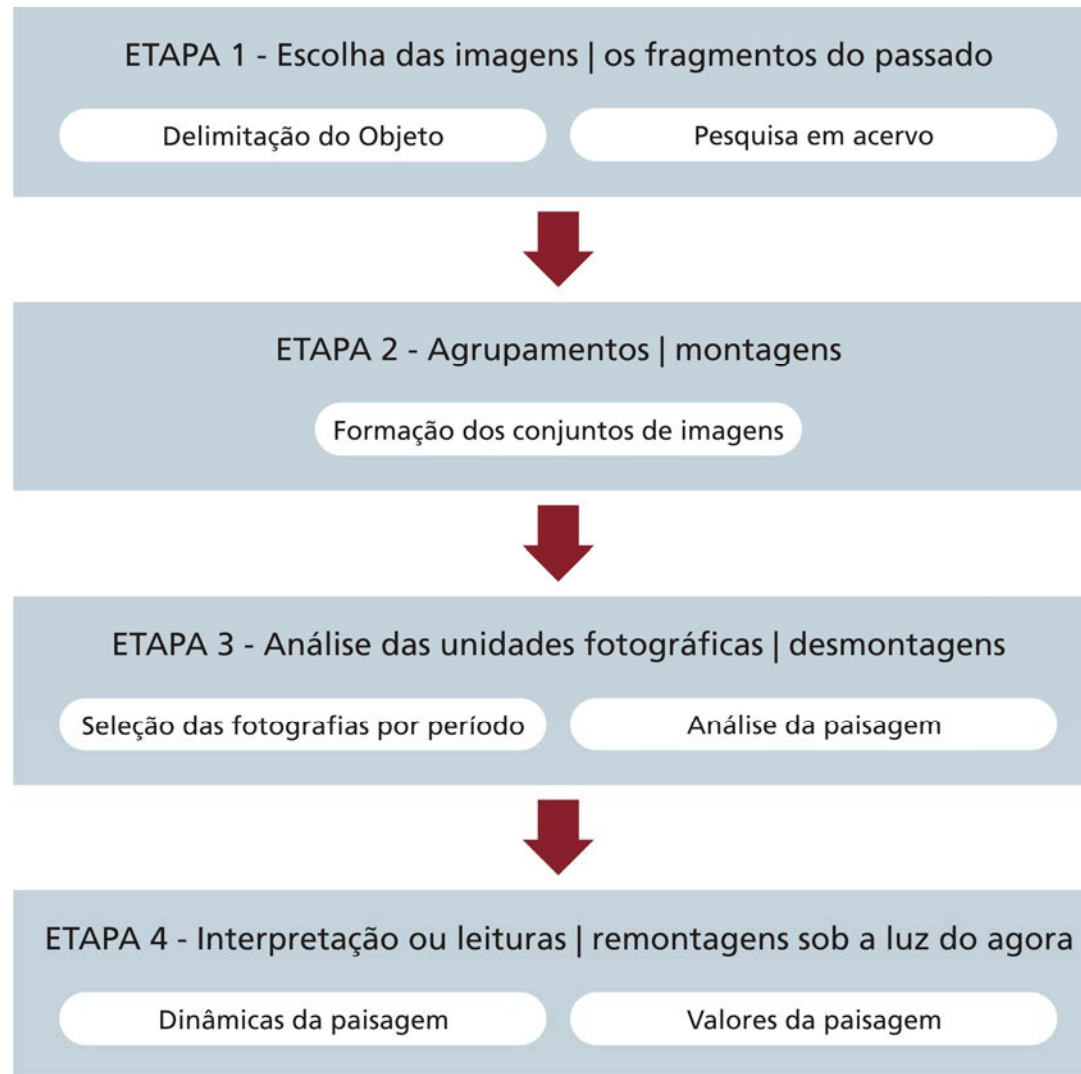 ETAPA 1 - Escolha das imagens | os fragmentos do passado
Delimitação do Objeto
Pesquisa em acervo
ETAPA 2 - Agrupamentos | montagens
Formação dos conjuntos de imagens
ETAPA 3 - Análise das unidades fotográficas | desmontagens
Seleção das fotografias por período
Análise da paisagem
ETAPA 4 - Interpretação ou leituras | remontagens sob a luz do agora
Dinâmicas da paisagem
Valores da paisagem